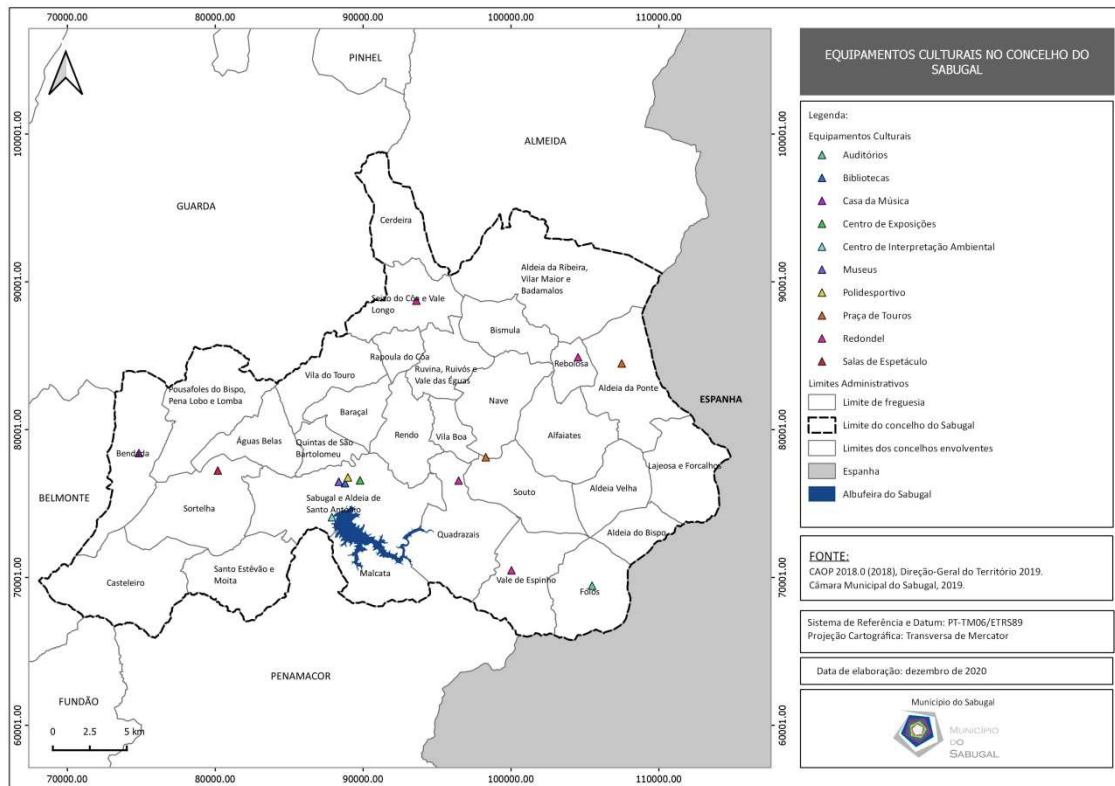 70000.00 80000.00 90000.00 100000.00 110000.00
EQUIPAMENTOS CULTURAIS NO CONCELHO DO
SABUGAL
Legenda:
Equipamentos Culturais
Auditórios
Bibliotecas
Casa da Música
Centro de Exposições
Centro de Interpretação Ambiental
Museus
Polidesportivo
Praça de Touros
Redondel
Salas de Espetáculo
Limites Administrativos
Limite de freguesia
Limite do concelho do Sabugal
Limites dos concelhos envolventes
Espanha
Albufeira do Sabugal
FONTE:
CAOP 2018.0 (2018), Direção-Geral do Território 2019.
Câmara Municipal do Sabugal, 2019.
Sistema de Referência e Datum: PT-TM06/ETRS89
Projeção Cartográfica: Transversa de Mercator
Data de elaboração: dezembro de 2020
Município do Sabugal
MUNICÍPIO
DO
SABUGAL
100001.00
90001.00
80001.00
70001.00
60001.00
100001.00
90001.00
80001.00
70001.00
60001.00
PINHEL
ALMEIDA
GUARDA
Cerdeira
Aldeia da Ribeira,
Vilar Maior e
Badamalos
Seixo do Côa e Vale
Longo
Bismula
Rapoula do Côa
Ruvina, Ruivós e
Vale das Éguas
Rebolosa
Aldeia da Ponte
Vila do Touro
Pousafoles do Bispo,
Pena Lobo e Lomba
Nave
ESPANHA
Baraçal
Águas Belas
Quintas de São
Bartolomeu
Rendo
Vila Boa
Alfaiates
Bendada
Lajeosa e Forcalhos
BELMONTE
Sortelha
Sabugal e Aldeia de
Santo António
Souto
Aldeia Velha
Quadrazais
Aldeia do Bispo
Casteleiro
Santo Estêvão e
Moita
Malcata
Vale de Espinho
Foios
PENAMACOR
FUNDÃO
0 2.5 5 km
70000.00 80000.00 90000.00 100000.00 110000.00